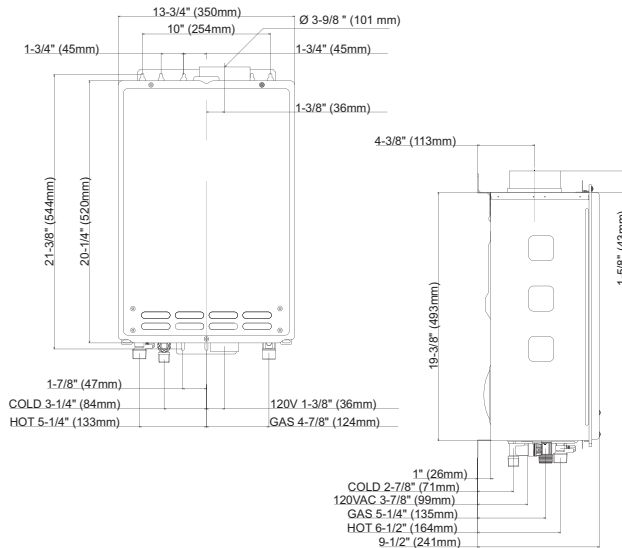 13-3/4" (350mm)
10" (254mm)
Ø 3-9/8 " (101 mm)
1-3/4" (45mm)
1-3/4" (45mm)
1-3/8" (36mm)
21-3/8" (544mm)
20-1/4" (520mm)
1-7/8" (47mm)
COLD 3-1/4" (84mm)
120V 1-3/8" (36mm)
HOT 5-1/4" (133mm)
GAS 4-7/8" (124mm)
4-3/8" (113mm)
1-5/8" (43mm)
19-3/8" (493mm)
1" (26mm)
COLD 2-7/8" (71mm)
120VAC 3-7/8" (99mm)
GAS 5-1/4" (135mm)
HOT 6-1/2" (164mm)
9-1/2" (241mm)